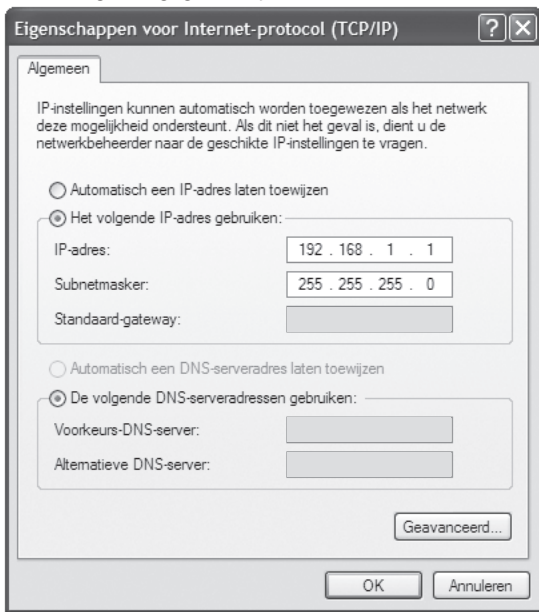 Eigenschappen voor Internet-protocol (TCP/IP)
Algemeen
IP-instellingen kunnen automatisch worden toegewezen als het netwerk
deze mogelijkheid ondersteunt. Als dit niet het geval is, dient u de
netwerkbeheerder naar de geschikte IP-instellingen te vragen.
Automatisch een IP-adres laten toewijzen
Het volgende IP-adres gebruiken:
IP-adres: 192 . 168 . 1 . 1
Subnetmasker: 255 . 255 . 255 . 0
Standaard-gateway:
Automatisch een DNS-serveradres laten toewijzen
De volgende DNS-serveradressen gebruiken:
Voorkeurs-DNS-server:
Alternatieve DNS-server:
Geavanceerd...
OK Annuleren